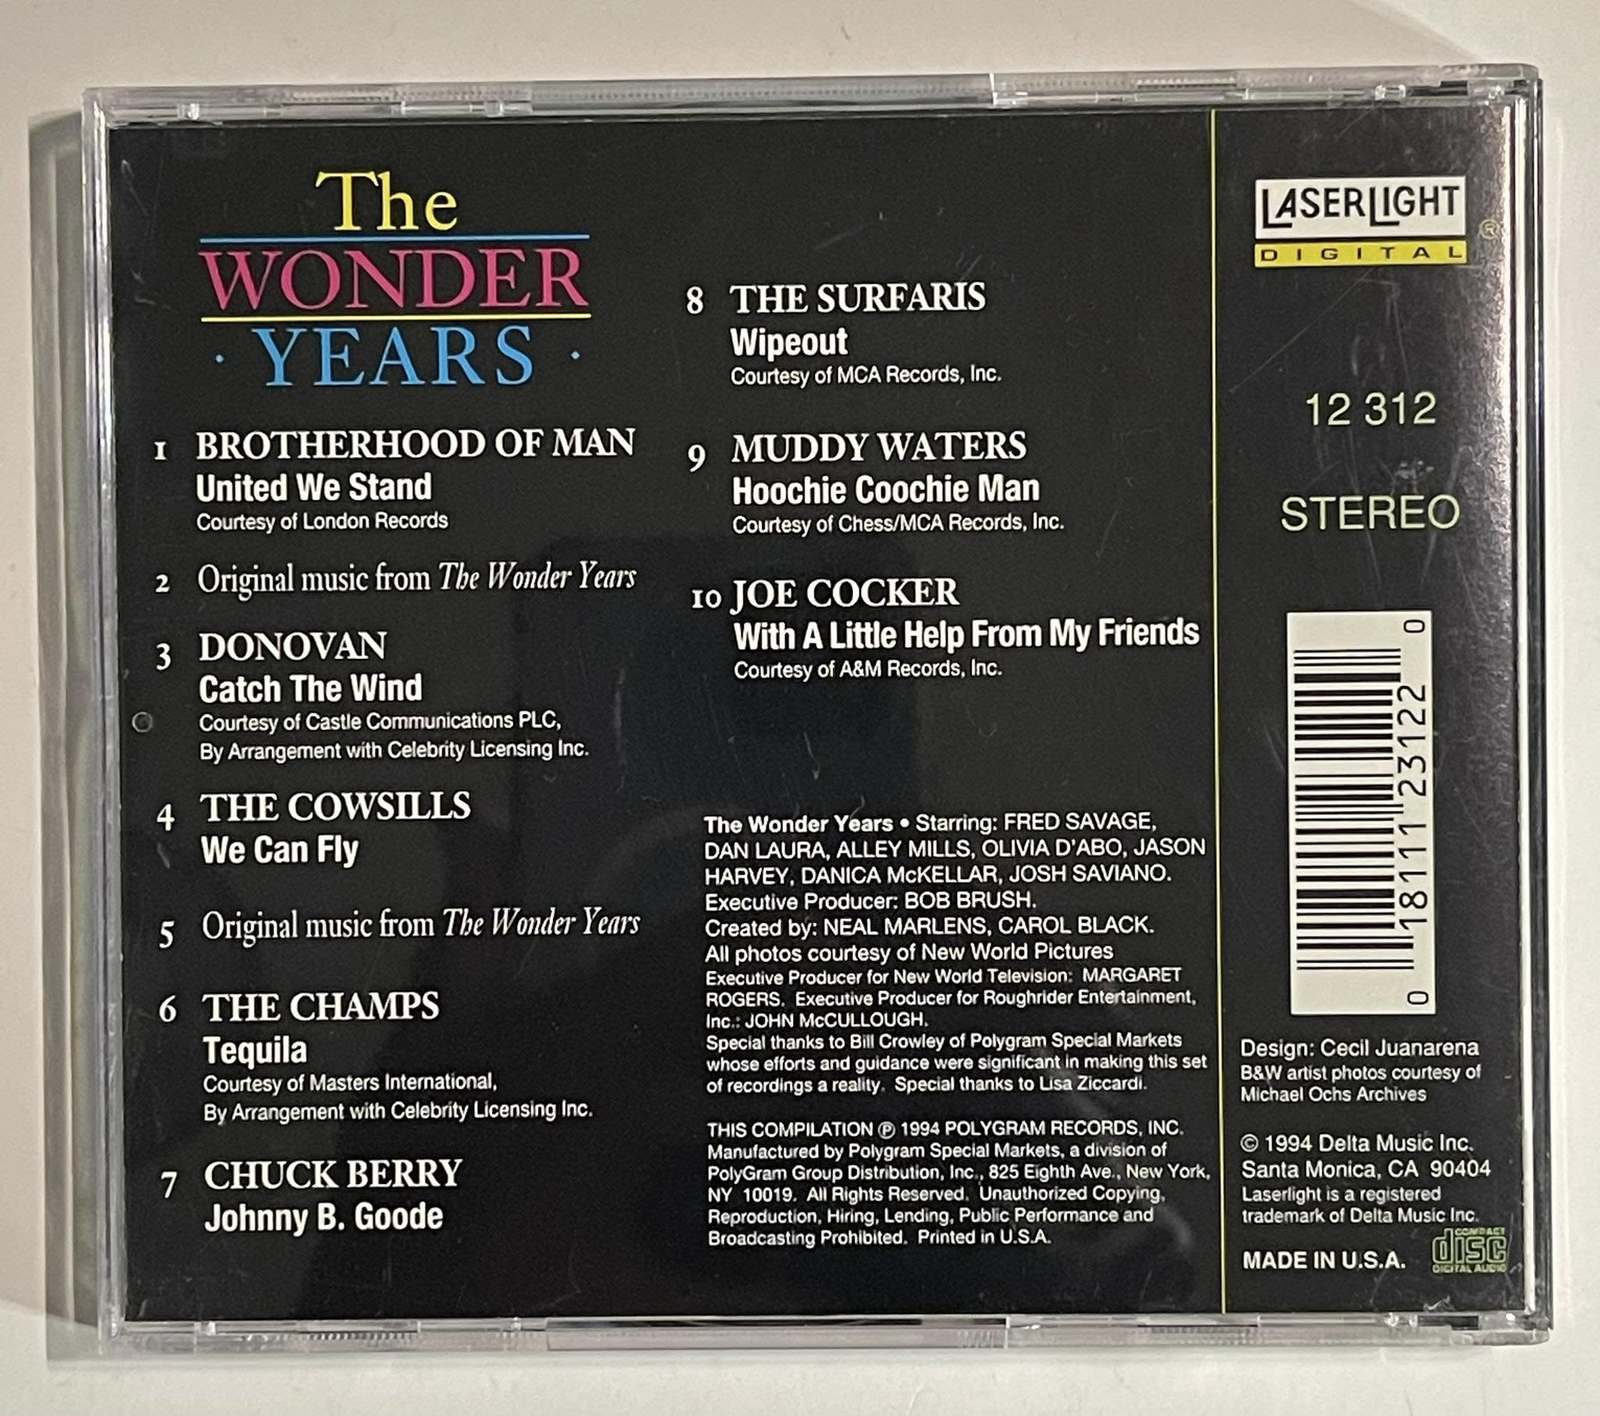 The
WONDER
· YEARS ·
1 BROTHERHOOD OF MAN
United We Stand
Courtesy of London Records
2 Original music from The Wonder Years
3 DONOVAN
Catch The Wind
Courtesy of Castle Communications PLC,
By Arrangement with Celebrity Licensing Inc.
4 THE COWSILLS
We Can Fly
5 Original music from The Wonder Years
6 THE CHAMPS
Tequila
Courtesy of Masters International,
By Arrangement with Celebrity Licensing Inc.
7 CHUCK BERRY
Johnny B. Goode
8 THE SURFARIS
Wipeout
Courtesy of MCA Records, Inc.
9 MUDDY WATERS
Hoochie Coochie Man
Courtesy of Chess/MCA Records, Inc.
10 JOE COCKER
With A Little Help From My Friends
Courtesy of A&M Records, Inc.
The Wonder Years • Starring: FRED SAVAGE,
DAN LAURA, ALLEY MILLS, OLIVIA D'ABO, JASON
HARVEY, DANICA McKELLAR, JOSH SAVIANO.
Executive Producer: BOB BRUSH.
Created by: NEAL MARLENS, CAROL BLACK.
All photos courtesy of New World Pictures
Executive Producer for New World Television: MARGARET
ROGERS. Executive Producer for Roughrider Entertainment,
Inc.: JOHN McCULLOUGH.
Special thanks to Bill Crowley of Polygram Special Markets
whose efforts and guidance were significant in making this set
of recordings a reality. Special thanks to Lisa Ziccardi.
THIS COMPILATION ℗ 1994 POLYGRAM RECORDS, INC.
Manufactured by Polygram Special Markets, a division of
PolyGram Group Distribution, Inc., 825 Eighth Ave., New York,
NY 10019. All Rights Reserved. Unauthorized Copying,
Reproduction, Hiring, Lending, Public Performance and
Broadcasting Prohibited. Printed in U.S.A.
LASERLIGHT
DIGITAL ®
12 312
STEREO
0 18111 23122 0
Design: Cecil Juanarena
B&W artist photos courtesy of
Michael Ochs Archives
© 1994 Delta Music Inc.
Santa Monica, CA 90404
Laserlight is a registered
trademark of Delta Music Inc.
MADE IN U.S.A.
COMPACT
disc
DIGITAL AUDIO